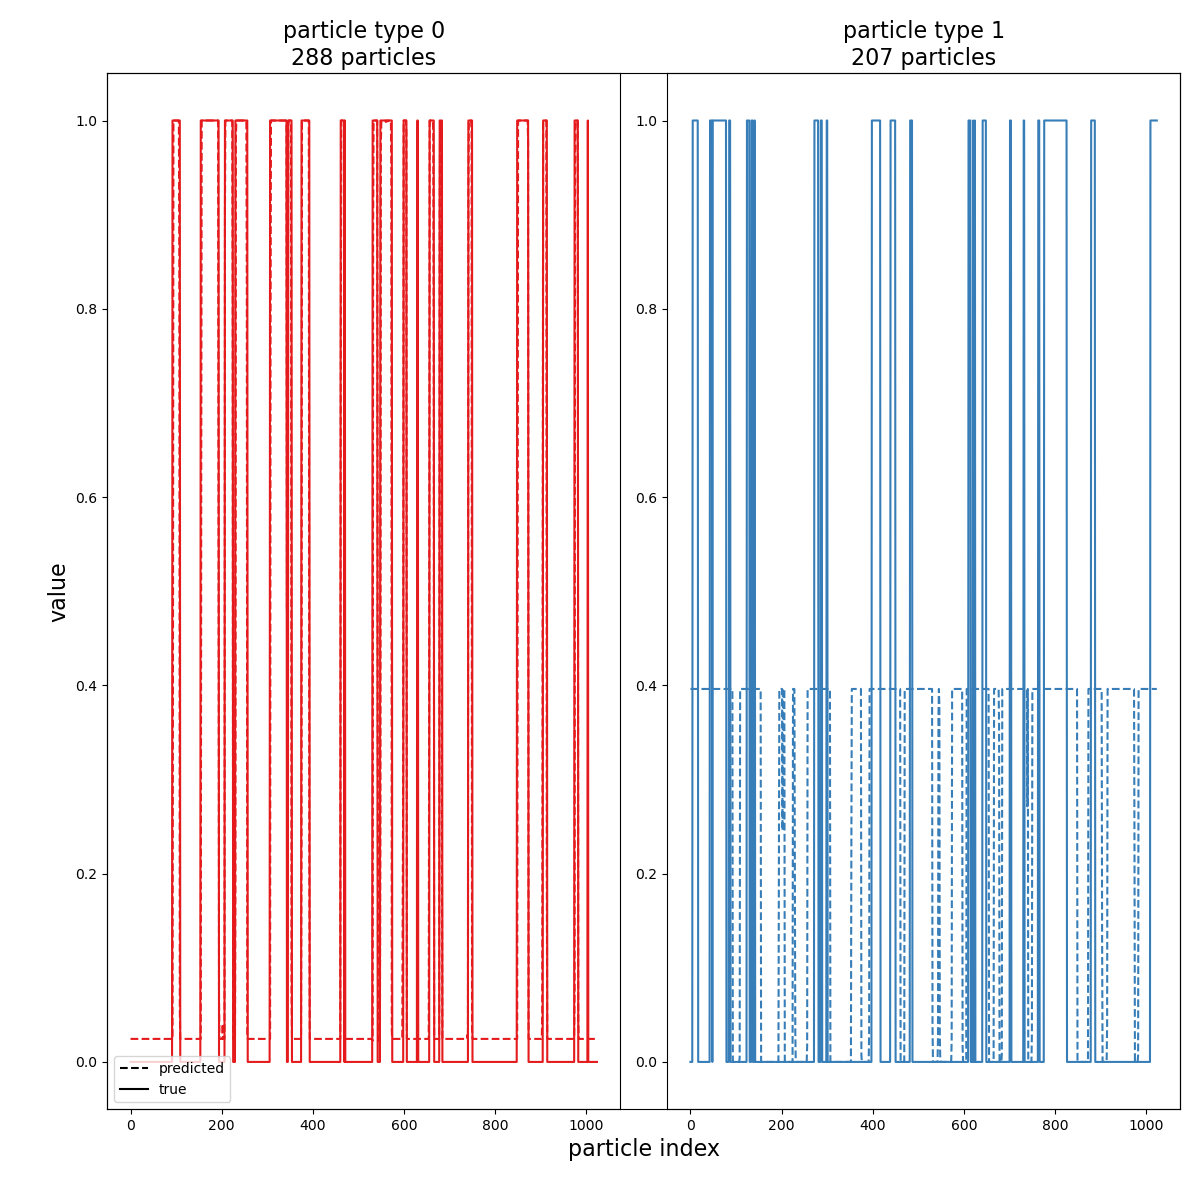 particle type 0
288 particles
particle type 1
207 particles
1.0
0.8
0.6
0.4
0.2
0.0
1.0
0.8
0.6
0.4
0.2
0.0
value
predicted
true
0 200 400 600 800 1000
0 200 400 600 800 1000
particle index